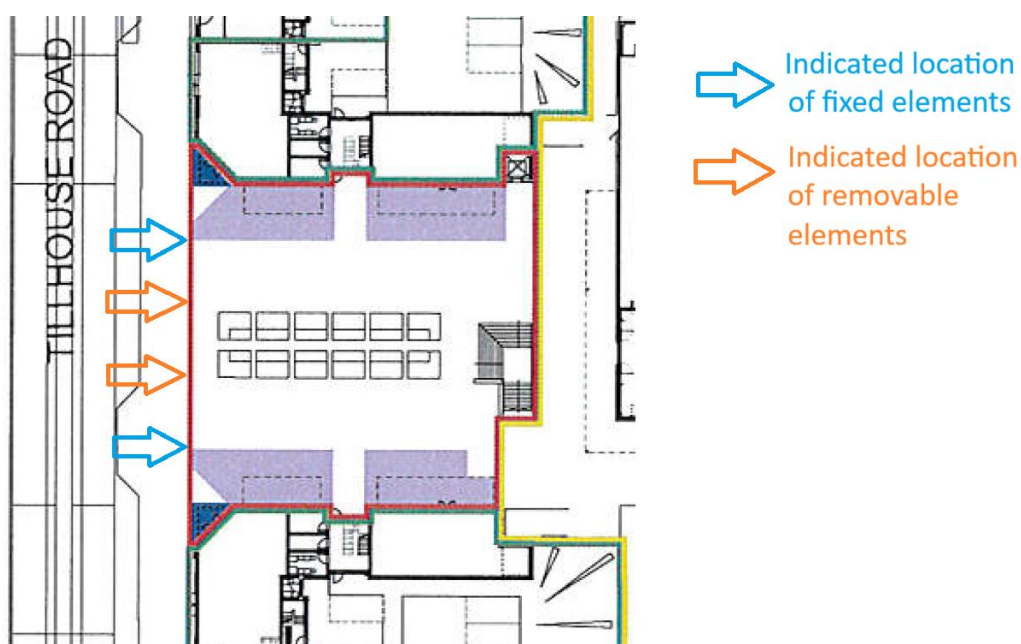 TILLHOUSE ROAD
Indicated location
of fixed elements
Indicated location
of removable
elements